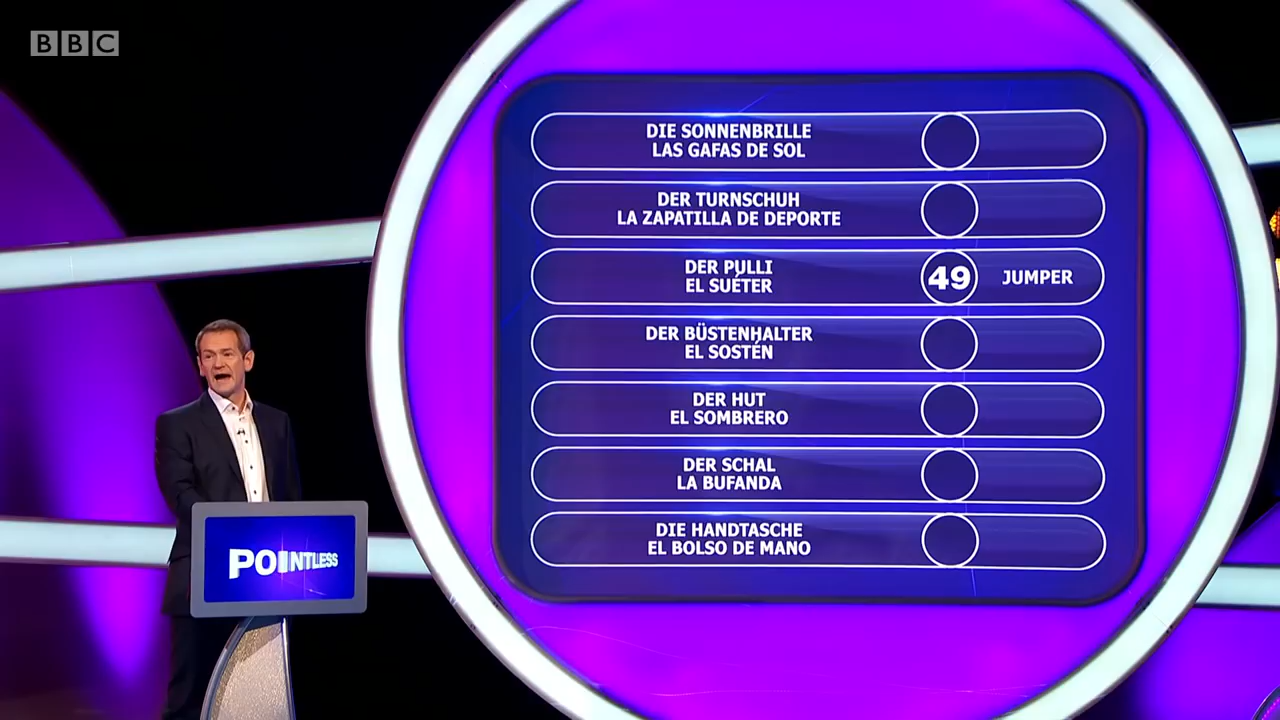 BBC
DIE SONNENBRILLE
LAS GAFAS DE SOL
DER TURNSCHUH
LA ZAPATILLA DE DEPORTE
DER PULLI
EL SUÉTER
49 JUMPER
DER BÜSTENHALTER
EL SOSTÉN
DER HUT
EL SOMBRERO
DER SCHAL
LA BUFANDA
DIE HANDTASCHE
EL BOLSO DE MANO
POINTLESS